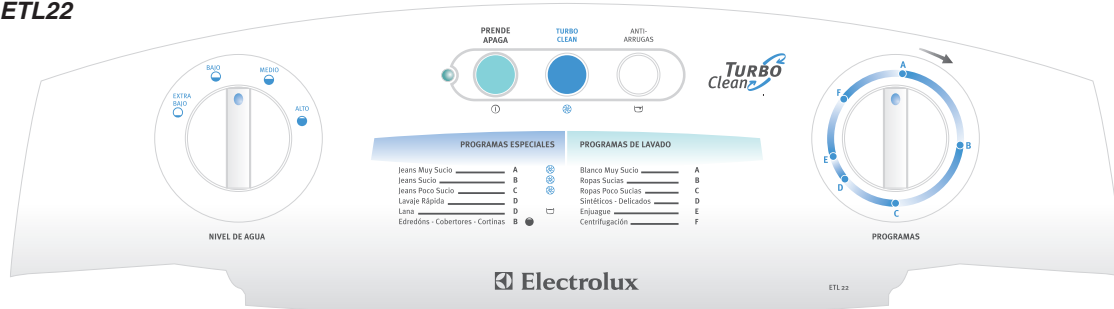 ETL22
PRENDE
APAGA
TURBO
CLEAN
ANTI-
ARRUGAS
TURBO
Clean
EXTRA
BAJO
BAJO
MEDIO
ALTO
NIVEL DE AGUA
PROGRAMAS ESPECIALES
Jeans Muy Sucio A
Jeans Sucio B
Jeans Poco Sucio C
Lavaje Rápida D
Lana D
Edredóns - Cobertores - Cortinas B
PROGRAMAS DE LAVADO
Blanco Muy Sucio A
Ropas Sucias B
Ropas Poco Sucias C
Sintéticos - Delicados D
Enjuague E
Centrifugación F
A
B
C
D
E
F
PROGRAMAS
Electrolux
ETL 22